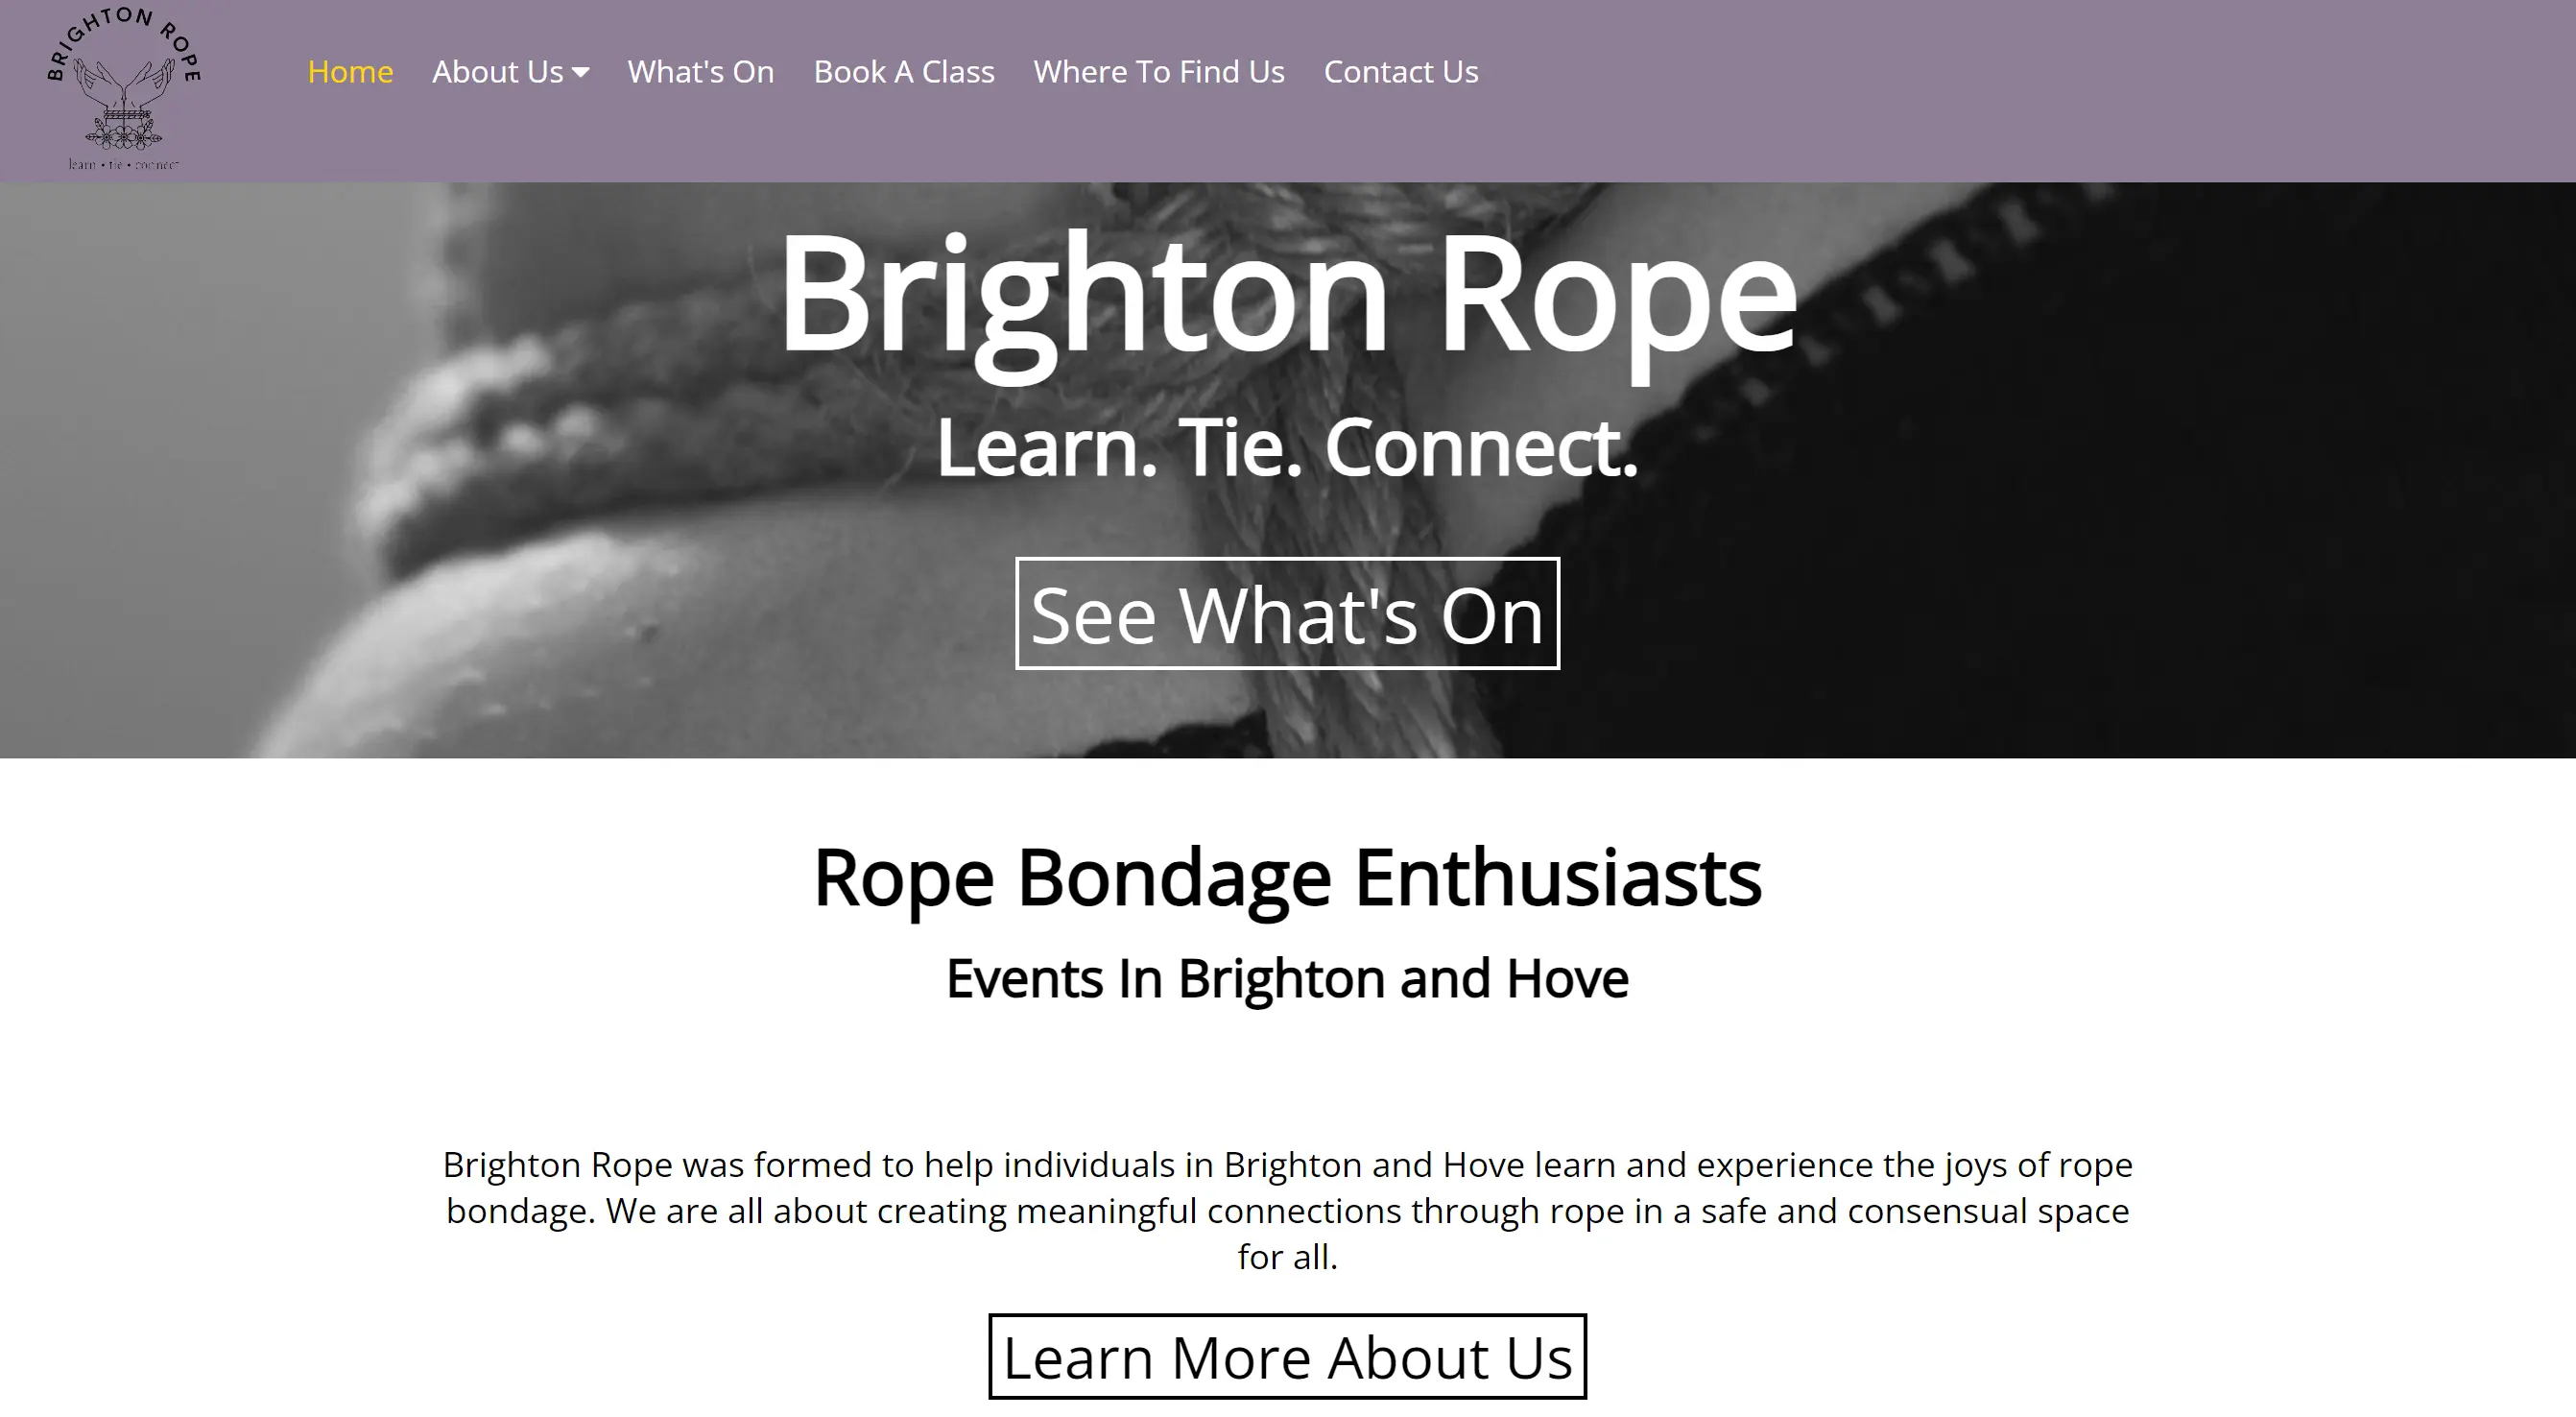 BRIGHTON ROPE
learn • tie • connect
Home About Us What's On Book A Class Where To Find Us Contact Us
Brighton Rope
Learn. Tie. Connect.
See What's On
Rope Bondage Enthusiasts
Events In Brighton and Hove
Brighton Rope was formed to help individuals in Brighton and Hove learn and experience the joys of rope
bondage. We are all about creating meaningful connections through rope in a safe and consensual space
for all.
Learn More About Us